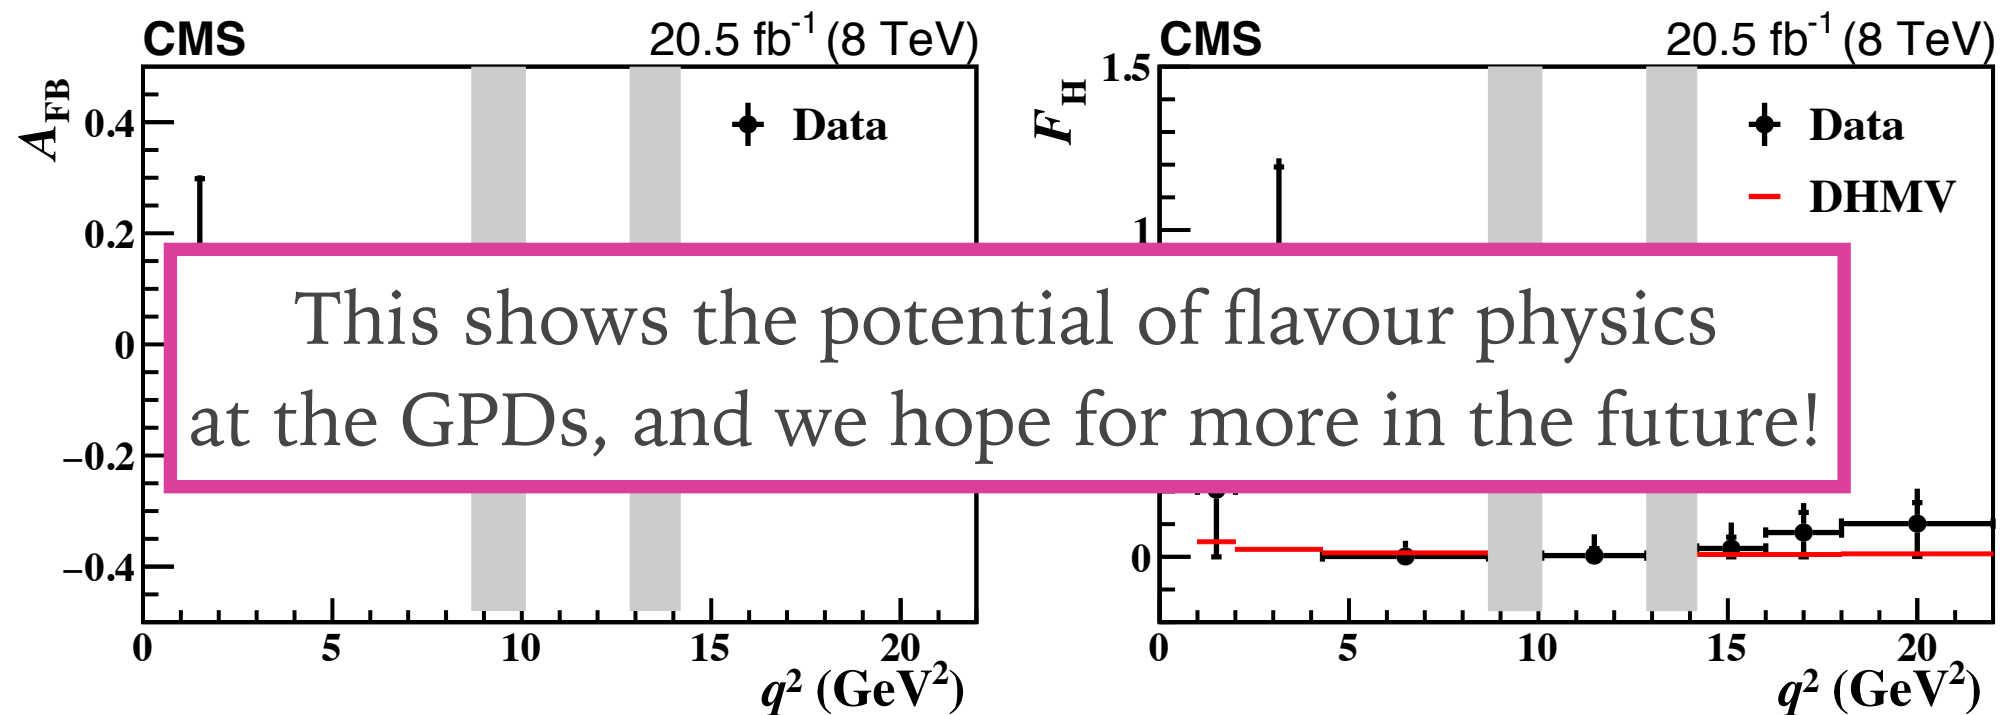 CMS 20.5 fb⁻¹ (8 TeV)
A_FB
0.4
0.2
0
−0.2
−0.4
Data
0 5 10 15 20
q² (GeV²)
CMS 20.5 fb⁻¹ (8 TeV)
F_H
1.5
1
0
Data
DHMV
0 5 10 15 20
q² (GeV²)
This shows the potential of flavour physics
at the GPDs, and we hope for more in the future!